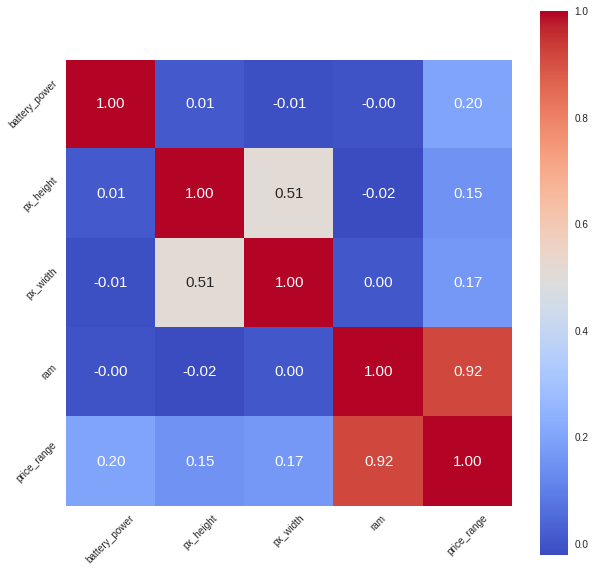 1.0
battery_power 1.00 0.01 -0.01 -0.00 0.20
0.8
px_height 0.01 1.00 0.51 -0.02 0.15
0.6
px_width -0.01 0.51 1.00 0.00 0.17
0.4
ram -0.00 -0.02 0.00 1.00 0.92
0.2
price_range 0.20 0.15 0.17 0.92 1.00
0.0
battery_power px_height px_width ram price_range